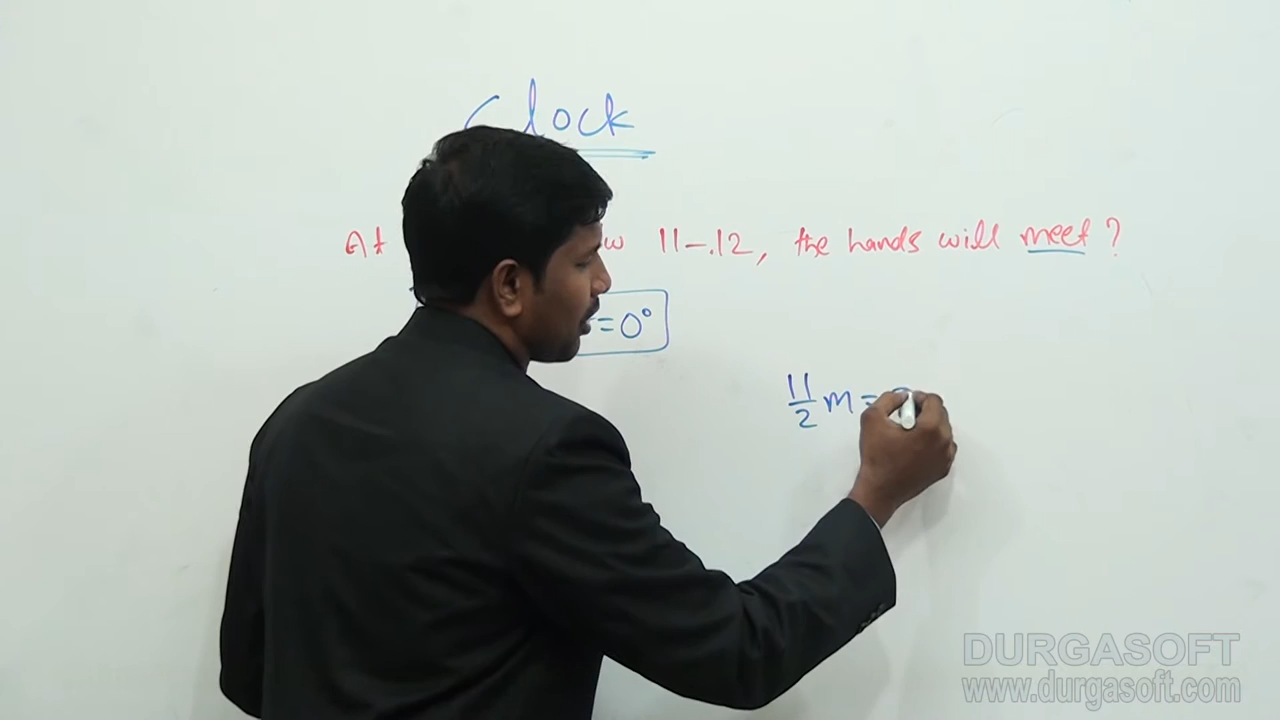 Clock
At 11-12, the hands will meet?
= 0°
11/2 m =
DURGASOFT
www.durgasoft.com